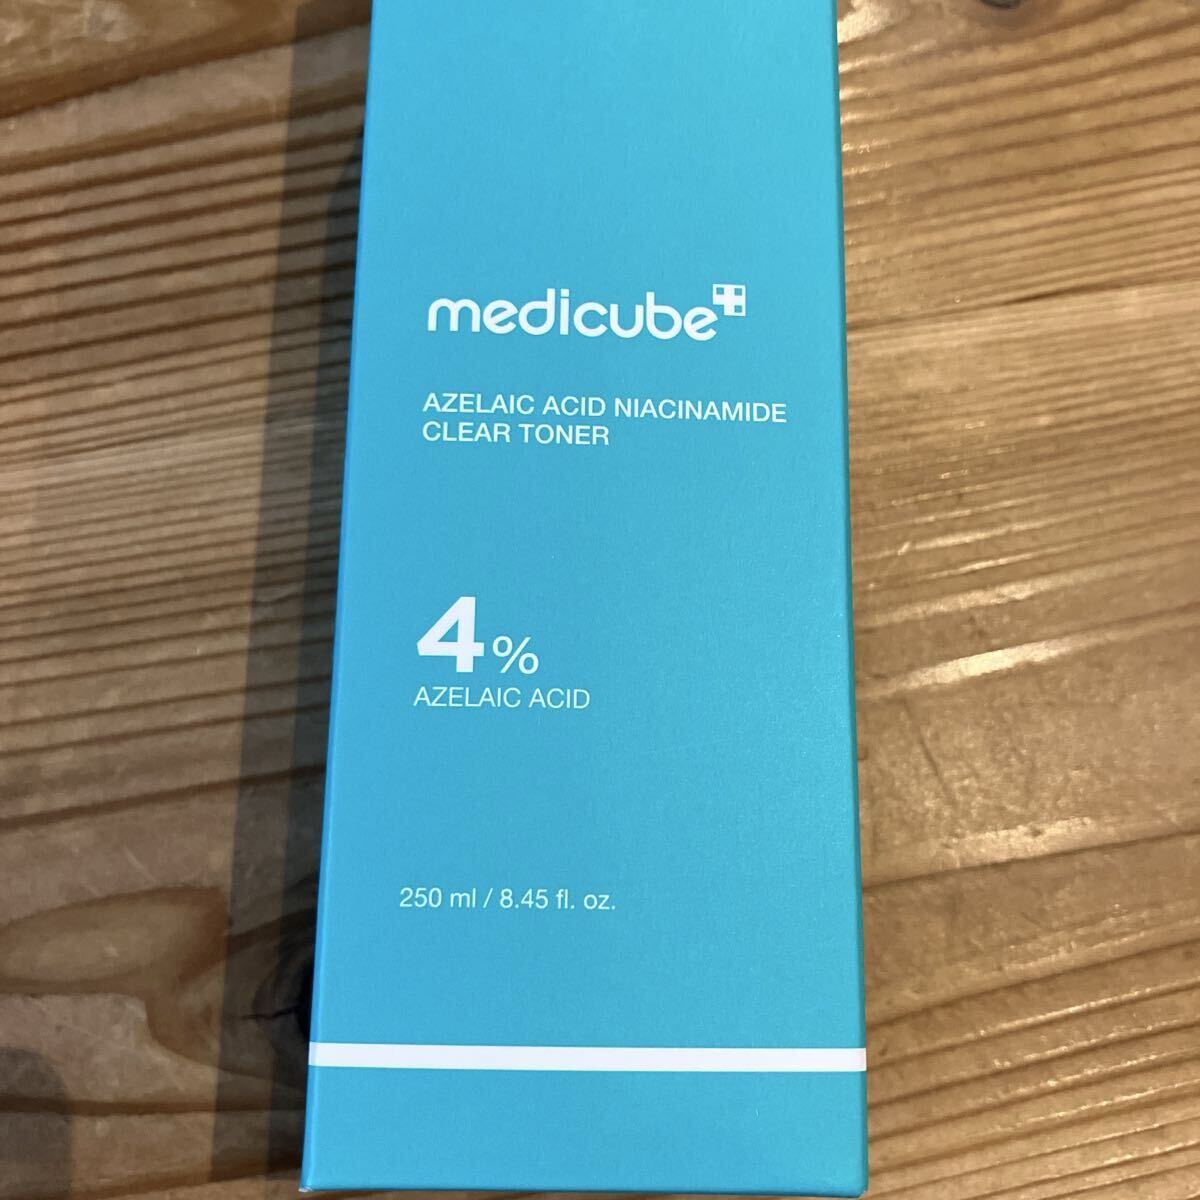 medicube
AZELAIC ACID NIACINAMIDE
CLEAR TONER
4%
AZELAIC ACID
250 ml / 8.45 fl. oz.